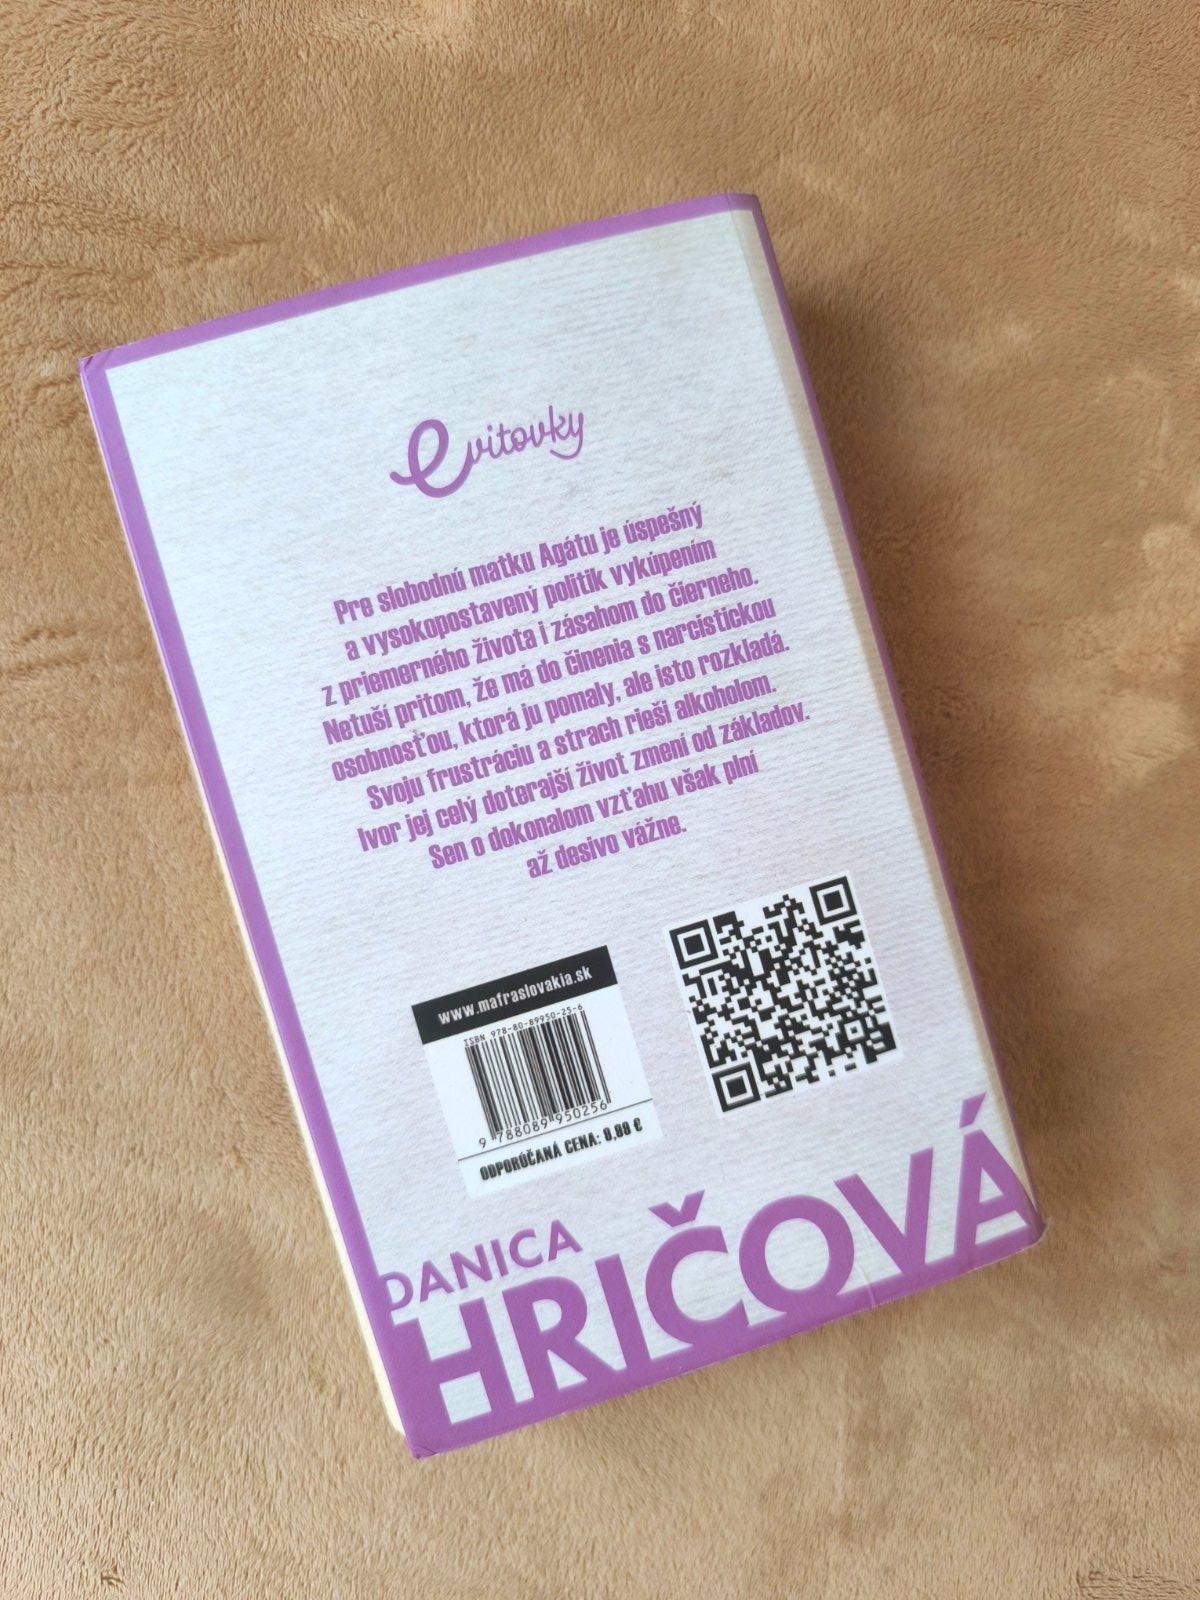 evitovky
Pre slobodnú matku Agátu je úspešný
a vysokopostavený politik vykúpením
z priemerného života i zásahom do čierneho.
Netuší pritom, že má do činenia s narcistickou
osobnosťou, ktorá ju pomaly, ale isto rozkladá.
Svoju frustráciu a strach rieši alkoholom.
Ivor jej celý doterajší život zmení od základov.
Sen o dokonalom vzťahu však plní
až desivo vážne.
www.mafraslovakia.sk
ISBN 978-80-89950-25-6
9 788089 950256
ODPORÚČANÁ CENA: 9,99 €
DANICA
HRIČOVÁ